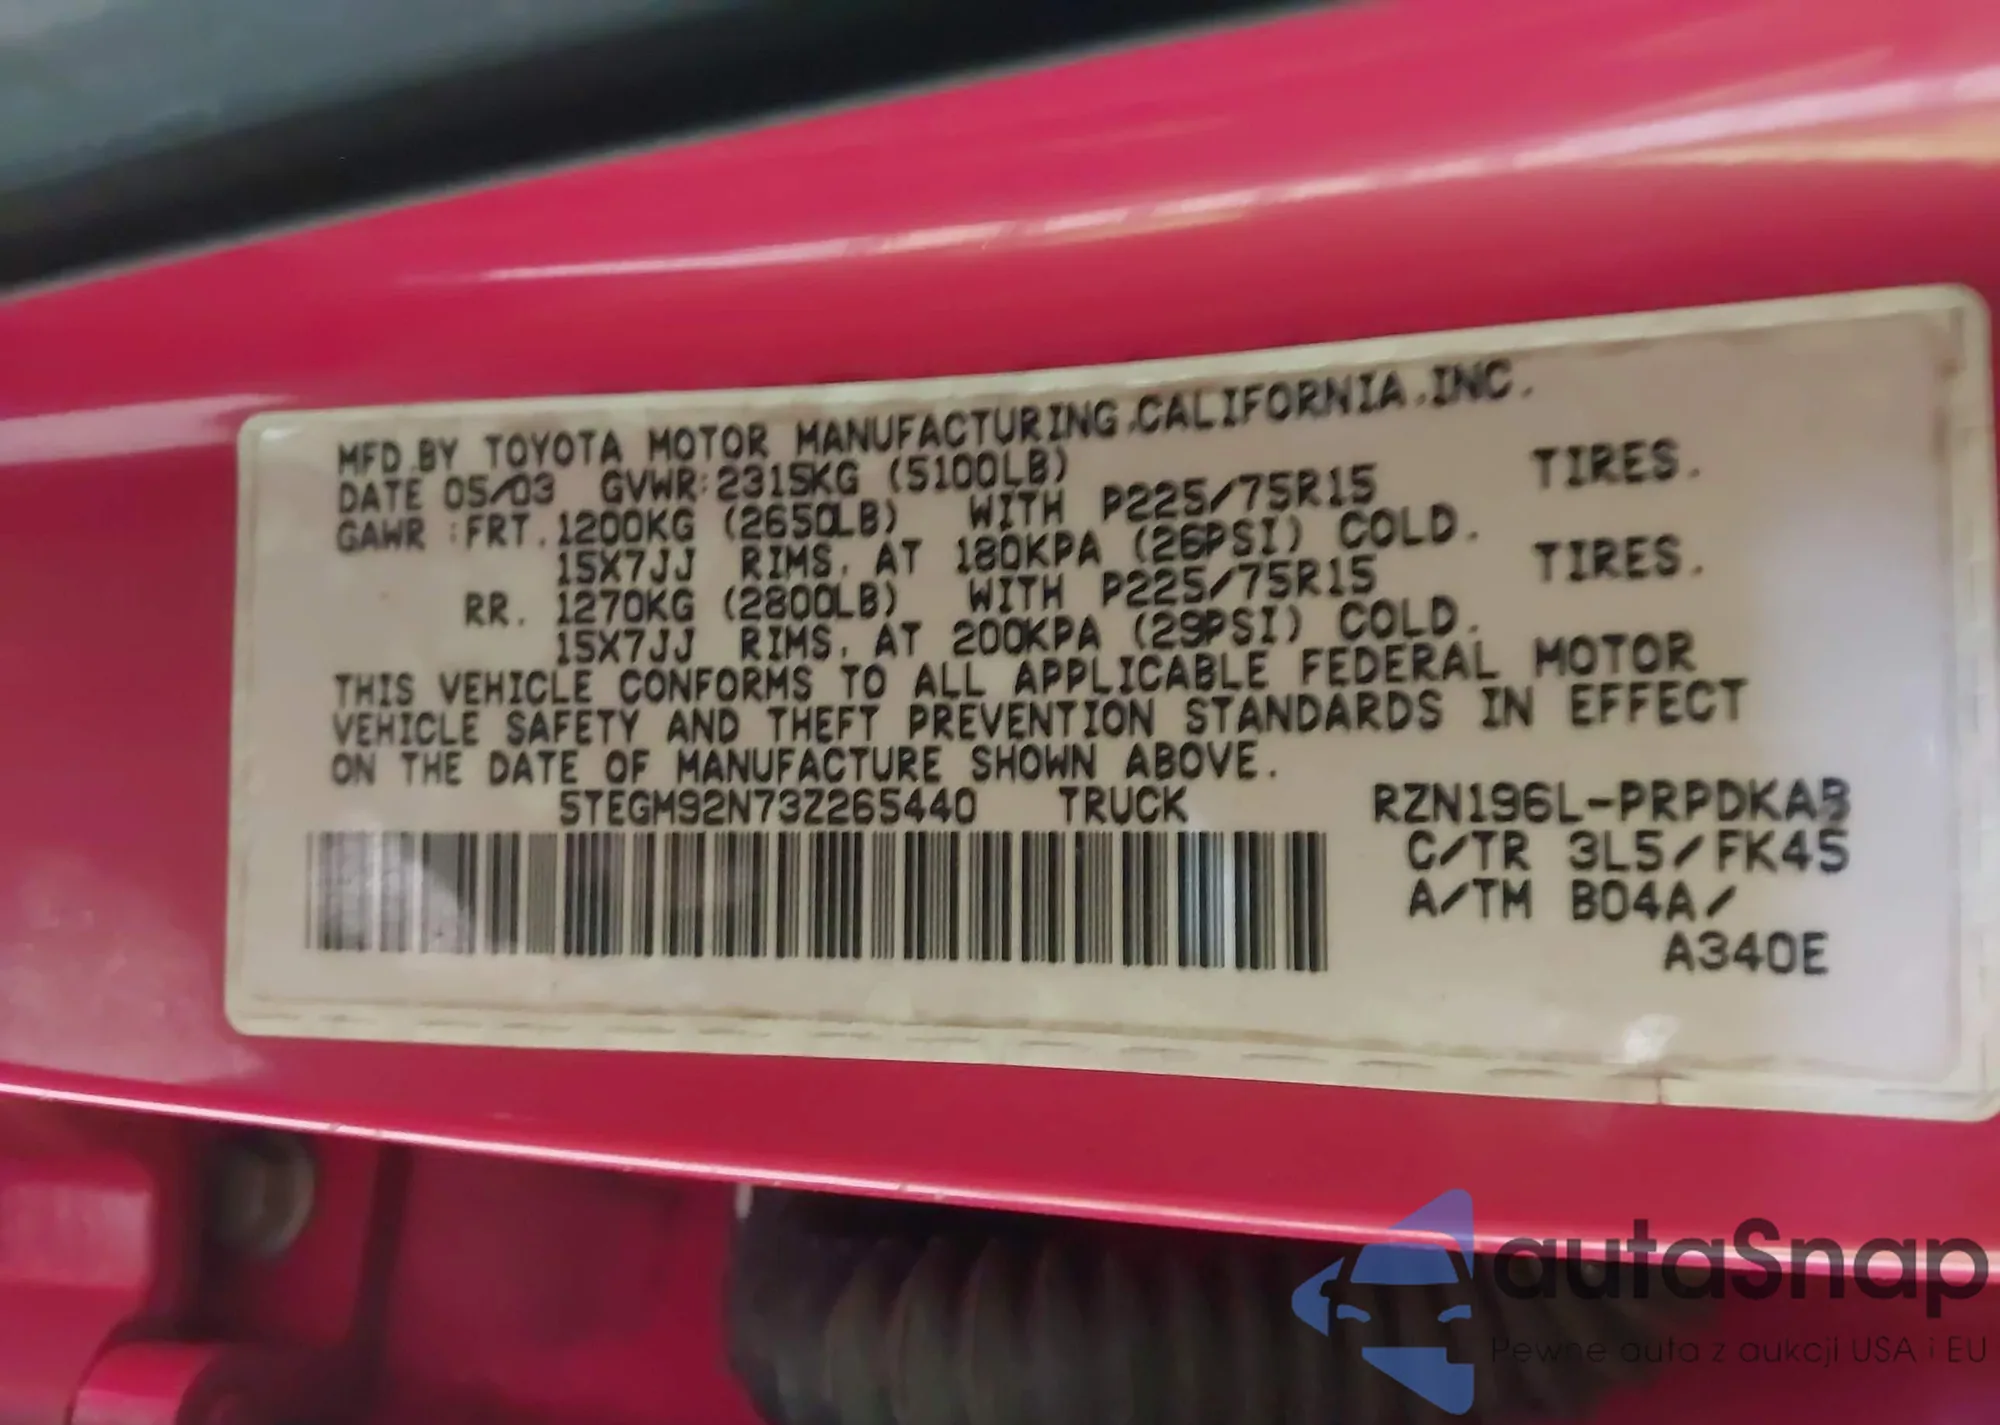 MFD.BY TOYOTA MOTOR MANUFACTURING,CALIFORNIA,INC.
DATE 05/03 GVWR:2315KG (5100LB)
GAWR :FRT. 1200KG (2650LB) WITH P225/75R15 TIRES.
15X7JJ RIMS, AT 180KPA (26PSI) COLD.
RR. 1270KG (2800LB) WITH P225/75R15 TIRES.
15X7JJ RIMS, AT 200KPA (29PSI) COLD.
THIS VEHICLE CONFORMS TO ALL APPLICABLE FEDERAL MOTOR
VEHICLE SAFETY AND THEFT PREVENTION STANDARDS IN EFFECT
ON THE DATE OF MANUFACTURE SHOWN ABOVE.
5TEGM92N73Z265440 TRUCK RZN196L-PRPDKAB
C/TR 3L5/FK45
A/TM B04A/
A340E
autaSnap
Pewne auta z aukcji USA i EU